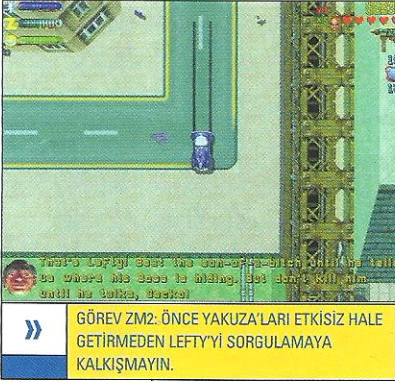 That's Lefty! Beat the son-of-a-bitch until he tells
us where his Boss is hiding. But don't kill him
until he talks, Gecko!
»
GÖREV ZM2: ÖNCE YAKUZA'LARI ETKİSİZ HALE
GETİRMEDEN LEFTY'Yİ SORGULAMAYA
KALKIŞMAYIN.